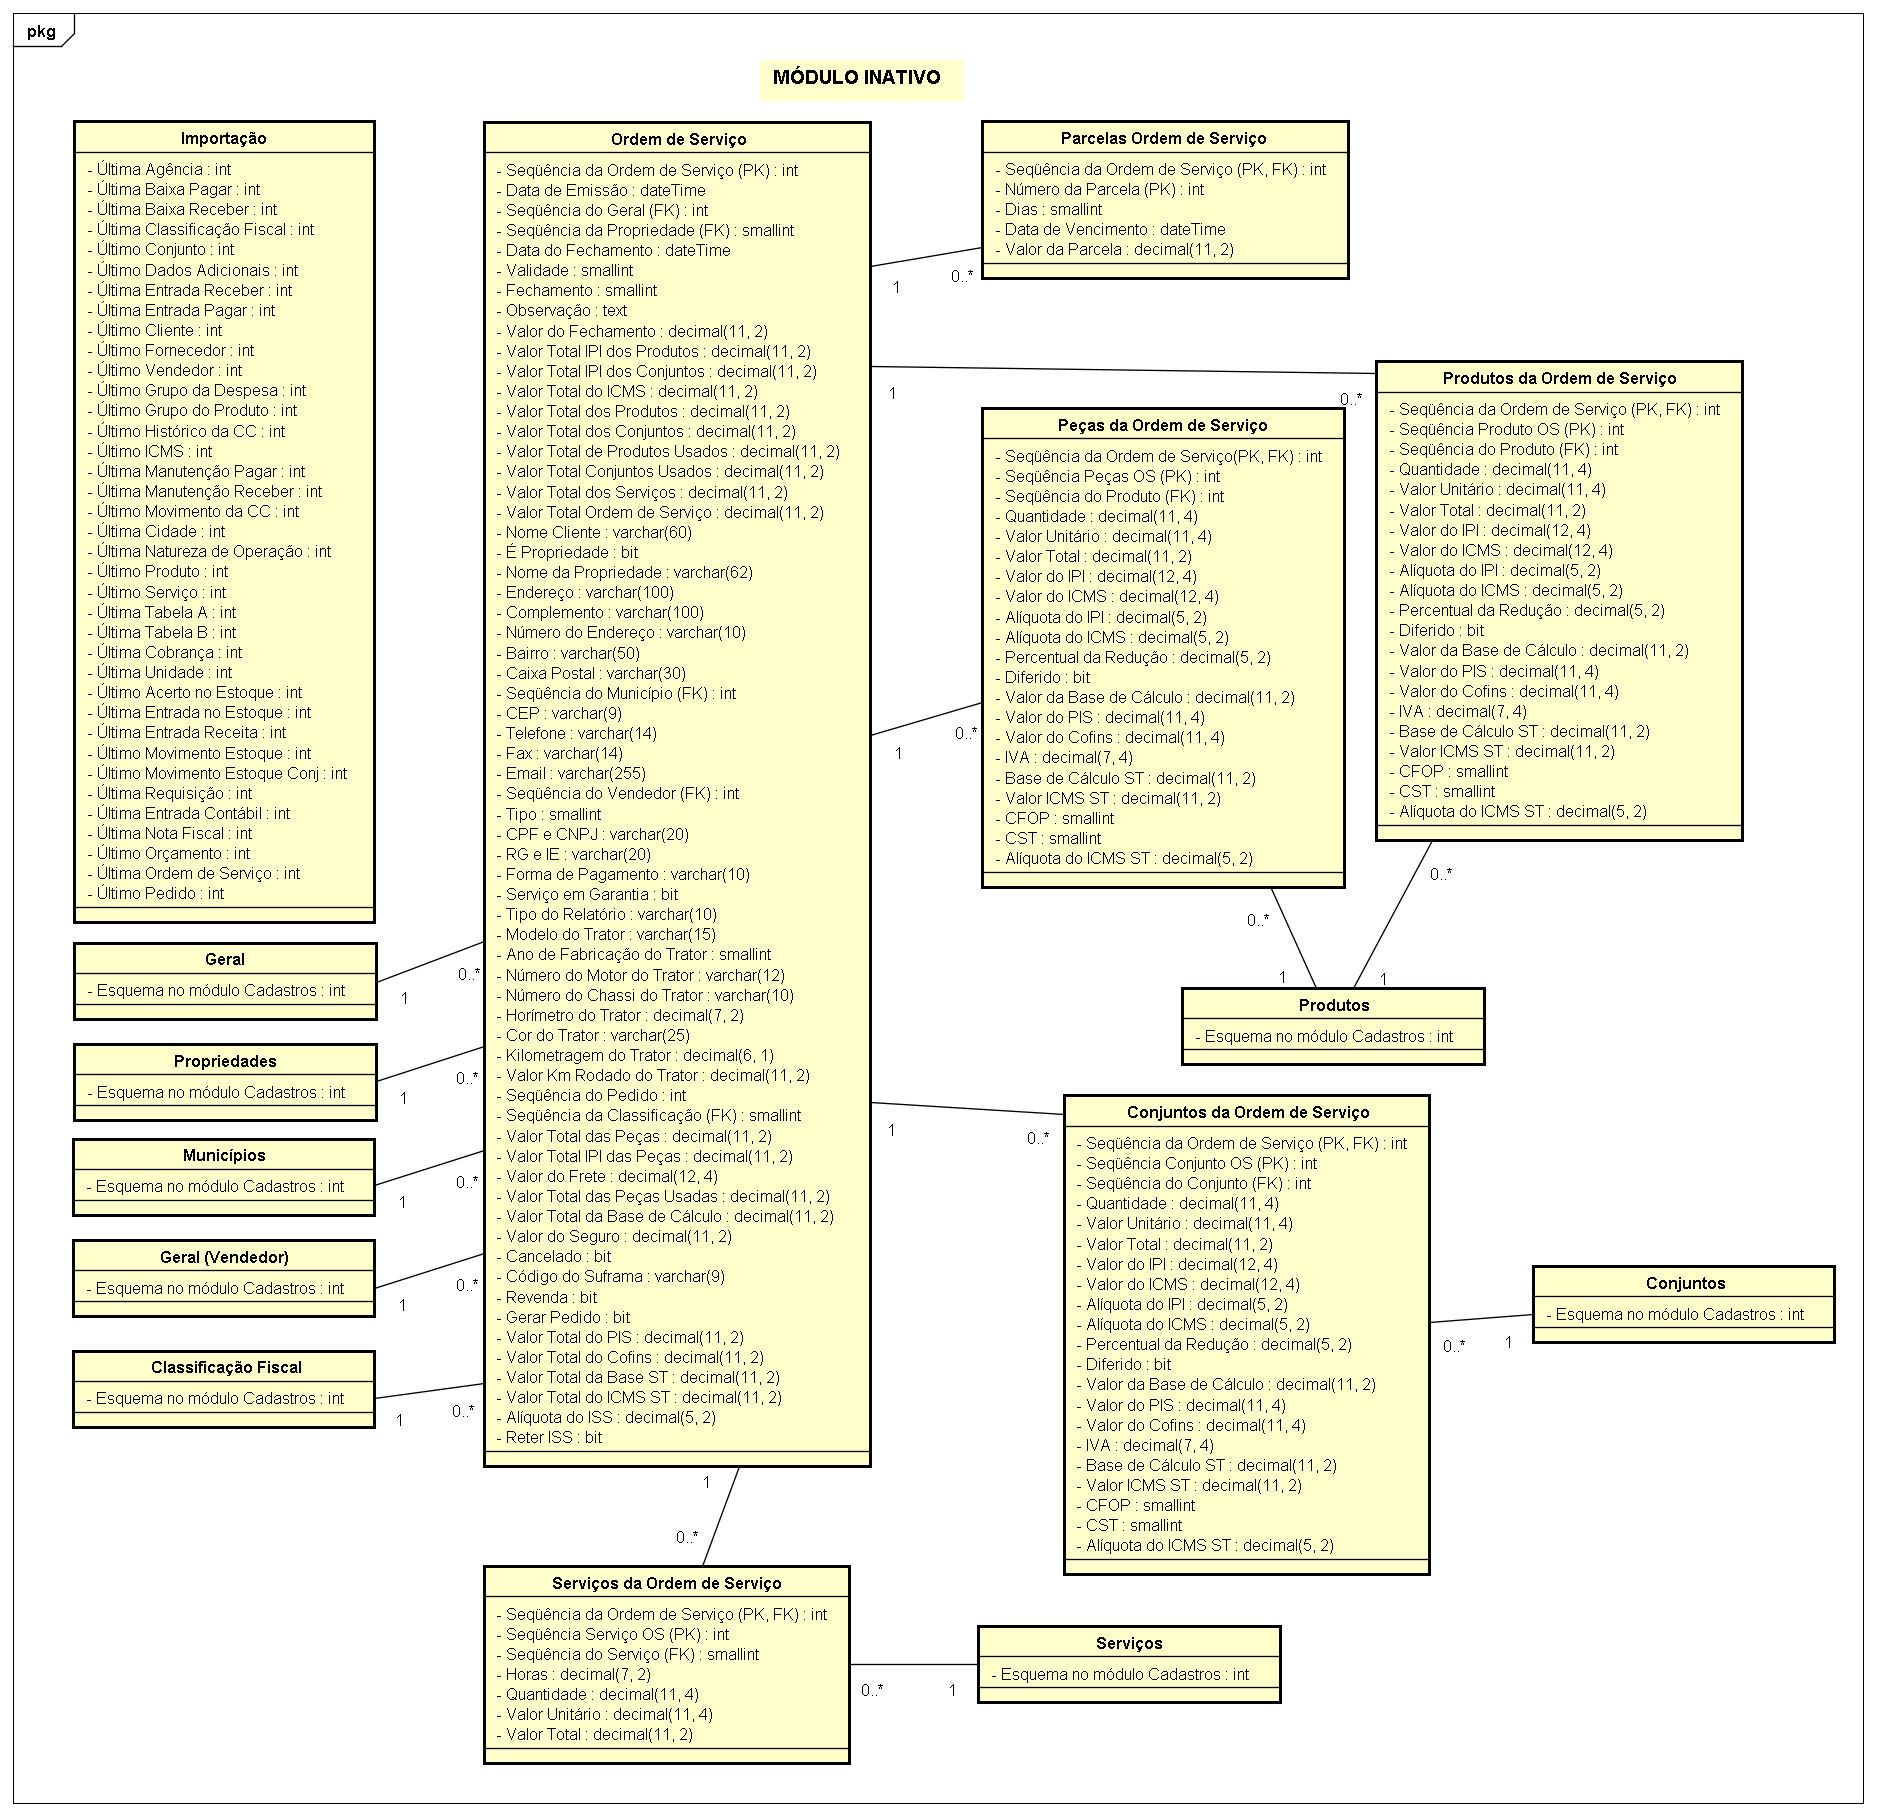 pkg
MÓDULO INATIVO
Importação
- Última Agência : int
- Última Baixa Pagar : int
- Última Baixa Receber : int
- Última Classificação Fiscal : int
- Último Conjunto : int
- Último Dados Adicionais : int
- Última Entrada Receber : int
- Última Entrada Pagar : int
- Último Cliente : int
- Último Fornecedor : int
- Último Vendedor : int
- Último Grupo da Despesa : int
- Último Grupo do Produto : int
- Último Histórico da CC : int
- Último ICMS : int
- Última Manutenção Pagar : int
- Última Manutenção Receber : int
- Último Movimento da CC : int
- Última Cidade : int
- Última Natureza de Operação : int
- Último Produto : int
- Último Serviço : int
- Última Tabela A : int
- Última Tabela B : int
- Última Cobrança : int
- Última Unidade : int
- Último Acerto no Estoque : int
- Última Entrada no Estoque : int
- Última Entrada Receita : int
- Último Movimento Estoque : int
- Último Movimento Estoque Conj : int
- Última Requisição : int
- Última Entrada Contábil : int
- Última Nota Fiscal : int
- Último Orçamento : int
- Última Ordem de Serviço : int
- Último Pedido : int
Geral
- Esquema no módulo Cadastros : int
1
0..*
Propriedades
- Esquema no módulo Cadastros : int
1
0..*
Municípios
- Esquema no módulo Cadastros : int
1
0..*
Geral (Vendedor)
- Esquema no módulo Cadastros : int
1
0..*
Classificação Fiscal
- Esquema no módulo Cadastros : int
1
0..*
Ordem de Serviço
- Seqüência da Ordem de Serviço (PK) : int
- Data de Emissão : dateTime
- Seqüência do Geral (FK) : int
- Seqüência da Propriedade (FK) : smallint
- Data do Fechamento : dateTime
- Validade : smallint
- Fechamento : smallint
- Observação : text
- Valor do Fechamento : decimal(11, 2)
- Valor Total IPI dos Produtos : decimal(11, 2)
- Valor Total IPI dos Conjuntos : decimal(11, 2)
- Valor Total do ICMS : decimal(11, 2)
- Valor Total dos Produtos : decimal(11, 2)
- Valor Total dos Conjuntos : decimal(11, 2)
- Valor Total de Produtos Usados : decimal(11, 2)
- Valor Total Conjuntos Usados : decimal(11, 2)
- Valor Total dos Serviços : decimal(11, 2)
- Valor Total Ordem de Serviço : decimal(11, 2)
- Nome Cliente : varchar(60)
- É Propriedade : bit
- Nome da Propriedade : varchar(62)
- Endereço : varchar(100)
- Complemento : varchar(100)
- Número do Endereço : varchar(10)
- Bairro : varchar(50)
- Caixa Postal : varchar(30)
- Seqüência do Município (FK) : int
- CEP : varchar(9)
- Telefone : varchar(14)
- Fax : varchar(14)
- Email : varchar(255)
- Seqüência do Vendedor (FK) : int
- Tipo : smallint
- CPF e CNPJ : varchar(20)
- RG e IE : varchar(20)
- Forma de Pagamento : varchar(10)
- Serviço em Garantia : bit
- Tipo do Relatório : varchar(10)
- Modelo do Trator : varchar(15)
- Ano de Fabricação do Trator : smallint
- Número do Motor do Trator : varchar(12)
- Número do Chassi do Trator : varchar(10)
- Horímetro do Trator : decimal(7, 2)
- Cor do Trator : varchar(25)
- Kilometragem do Trator : decimal(6, 1)
- Valor Km Rodado do Trator : decimal(11, 2)
- Seqüência do Pedido : int
- Seqüência da Classificação (FK) : smallint
- Valor Total das Peças : decimal(11, 2)
- Valor Total IPI das Peças : decimal(11, 2)
- Valor do Frete : decimal(12, 4)
- Valor Total das Peças Usadas : decimal(11, 2)
- Valor Total da Base de Cálculo : decimal(11, 2)
- Valor do Seguro : decimal(11, 2)
- Cancelado : bit
- Código do Suframa : varchar(9)
- Revenda : bit
- Gerar Pedido : bit
- Valor Total do PIS : decimal(11, 2)
- Valor Total do Cofins : decimal(11, 2)
- Valor Total da Base ST : decimal(11, 2)
- Valor Total do ICMS ST : decimal(11, 2)
- Alíquota do ISS : decimal(5, 2)
- Reter ISS : bit
1
0..*
Parcelas Ordem de Serviço
- Seqüência da Ordem de Serviço (PK, FK) : int
- Número da Parcela (PK) : int
- Dias : smallint
- Data de Vencimento : dateTime
- Valor da Parcela : decimal(11, 2)
1
0..*
Produtos da Ordem de Serviço
- Seqüência da Ordem de Serviço (PK, FK) : int
- Seqüência Produto OS (PK) : int
- Seqüência do Produto (FK) : int
- Quantidade : decimal(11, 4)
- Valor Unitário : decimal(11, 4)
- Valor Total : decimal(11, 2)
- Valor do IPI : decimal(12, 4)
- Valor do ICMS : decimal(12, 4)
- Alíquota do IPI : decimal(5, 2)
- Alíquota do ICMS : decimal(5, 2)
- Percentual da Redução : decimal(5, 2)
- Diferido : bit
- Valor da Base de Cálculo : decimal(11, 2)
- Valor do PIS : decimal(11, 4)
- Valor do Cofins : decimal(11, 4)
- IVA : decimal(7, 4)
- Base de Cálculo ST : decimal(11, 2)
- Valor ICMS ST : decimal(11, 2)
- CFOP : smallint
- CST : smallint
- Alíquota do ICMS ST : decimal(5, 2)
Peças da Ordem de Serviço
- Seqüência da Ordem de Serviço(PK, FK) : int
- Seqüência Peças OS (PK) : int
- Seqüência do Produto (FK) : int
- Quantidade : decimal(11, 4)
- Valor Unitário : decimal(11, 4)
- Valor Total : decimal(11, 2)
- Valor do IPI : decimal(12, 4)
- Valor do ICMS : decimal(12, 4)
- Alíquota do IPI : decimal(5, 2)
- Alíquota do ICMS : decimal(5, 2)
- Percentual da Redução : decimal(5, 2)
- Diferido : bit
- Valor da Base de Cálculo : decimal(11, 2)
- Valor do PIS : decimal(11, 4)
- Valor do Cofins : decimal(11, 4)
- IVA : decimal(7, 4)
- Base de Cálculo ST : decimal(11, 2)
- Valor ICMS ST : decimal(11, 2)
- CFOP : smallint
- CST : smallint
- Alíquota do ICMS ST : decimal(5, 2)
1
0..*
0..*
0..*
1
1
Produtos
- Esquema no módulo Cadastros : int
1
0..*
Conjuntos da Ordem de Serviço
- Seqüência da Ordem de Serviço (PK, FK) : int
- Seqüência Conjunto OS (PK) : int
- Seqüência do Conjunto (FK) : int
- Quantidade : decimal(11, 4)
- Valor Unitário : decimal(11, 4)
- Valor Total : decimal(11, 2)
- Valor do IPI : decimal(12, 4)
- Valor do ICMS : decimal(12, 4)
- Alíquota do IPI : decimal(5, 2)
- Alíquota do ICMS : decimal(5, 2)
- Percentual da Redução : decimal(5, 2)
- Diferido : bit
- Valor da Base de Cálculo : decimal(11, 2)
- Valor do PIS : decimal(11, 4)
- Valor do Cofins : decimal(11, 4)
- IVA : decimal(7, 4)
- Base de Cálculo ST : decimal(11, 2)
- Valor ICMS ST : decimal(11, 2)
- CFOP : smallint
- CST : smallint
- Alíquota do ICMS ST : decimal(5, 2)
0..*
1
Conjuntos
- Esquema no módulo Cadastros : int
1
0..*
Serviços da Ordem de Serviço
- Seqüência da Ordem de Serviço (PK, FK) : int
- Seqüência Serviço OS (PK) : int
- Seqüência do Serviço (FK) : smallint
- Horas : decimal(7, 2)
- Quantidade : decimal(11, 4)
- Valor Unitário : decimal(11, 4)
- Valor Total : decimal(11, 2)
0..*
1
Serviços
- Esquema no módulo Cadastros : int